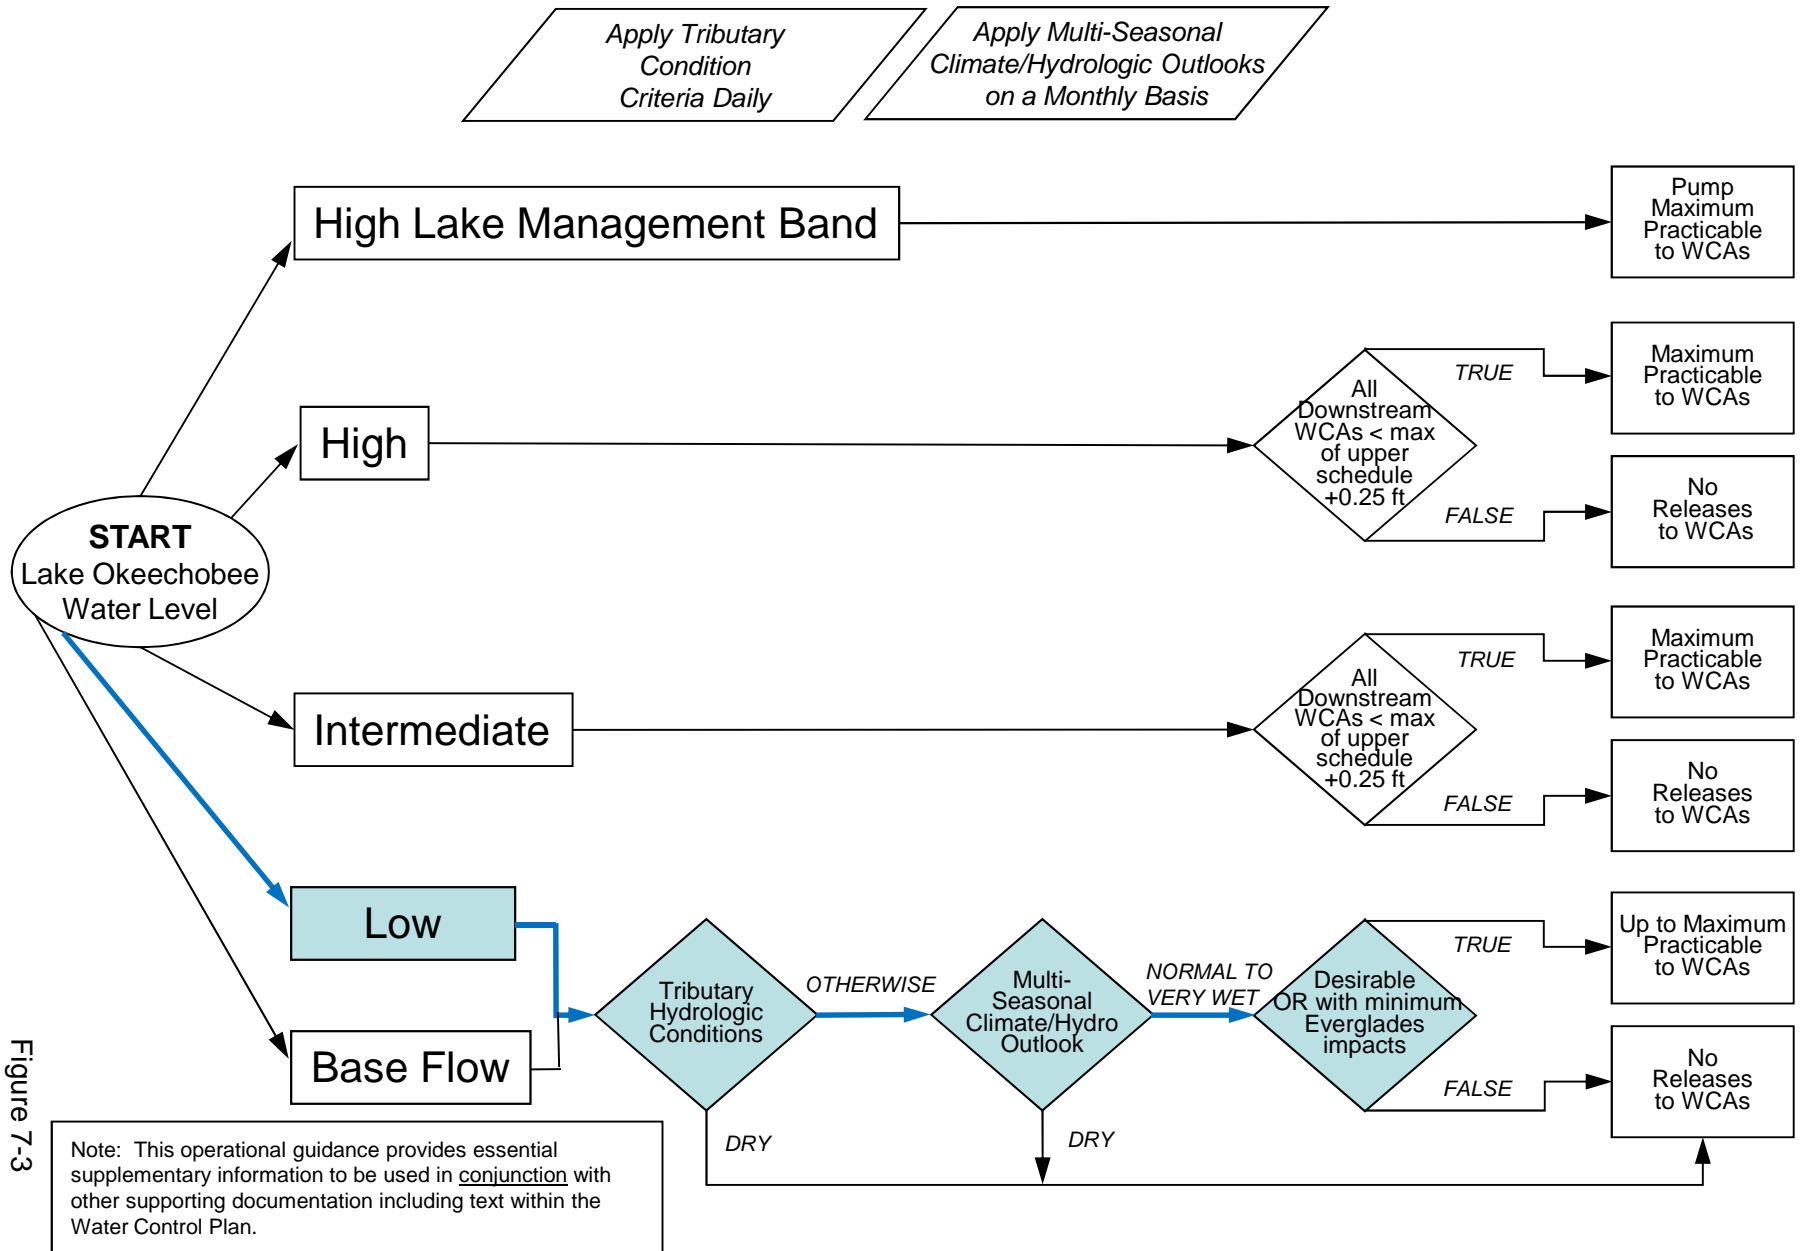 Apply Tributary
Condition
Criteria Daily
Apply Multi-Seasonal
Climate/Hydrologic Outlooks
on a Monthly Basis
High Lake Management Band
Pump
Maximum
Practicable
to WCAs
High
All
Downstream
WCAs < max
of upper
schedule
+0.25 ft
TRUE
Maximum
Practicable
to WCAs
FALSE
No
Releases
to WCAs
START
Lake Okeechobee
Water Level
Intermediate
All
Downstream
WCAs < max
of upper
schedule
+0.25 ft
TRUE
Maximum
Practicable
to WCAs
FALSE
No
Releases
to WCAs
Low
Base Flow
Tributary
Hydrologic
Conditions
OTHERWISE
DRY
Multi-
Seasonal
Climate/Hydro
Outlook
NORMAL TO
VERY WET
DRY
Desirable
OR with minimum
Everglades
impacts
TRUE
Up to Maximum
Practicable
to WCAs
FALSE
No
Releases
to WCAs
Figure 7-3
Note: This operational guidance provides essential
supplementary information to be used in conjunction with
other supporting documentation including text within the
Water Control Plan.